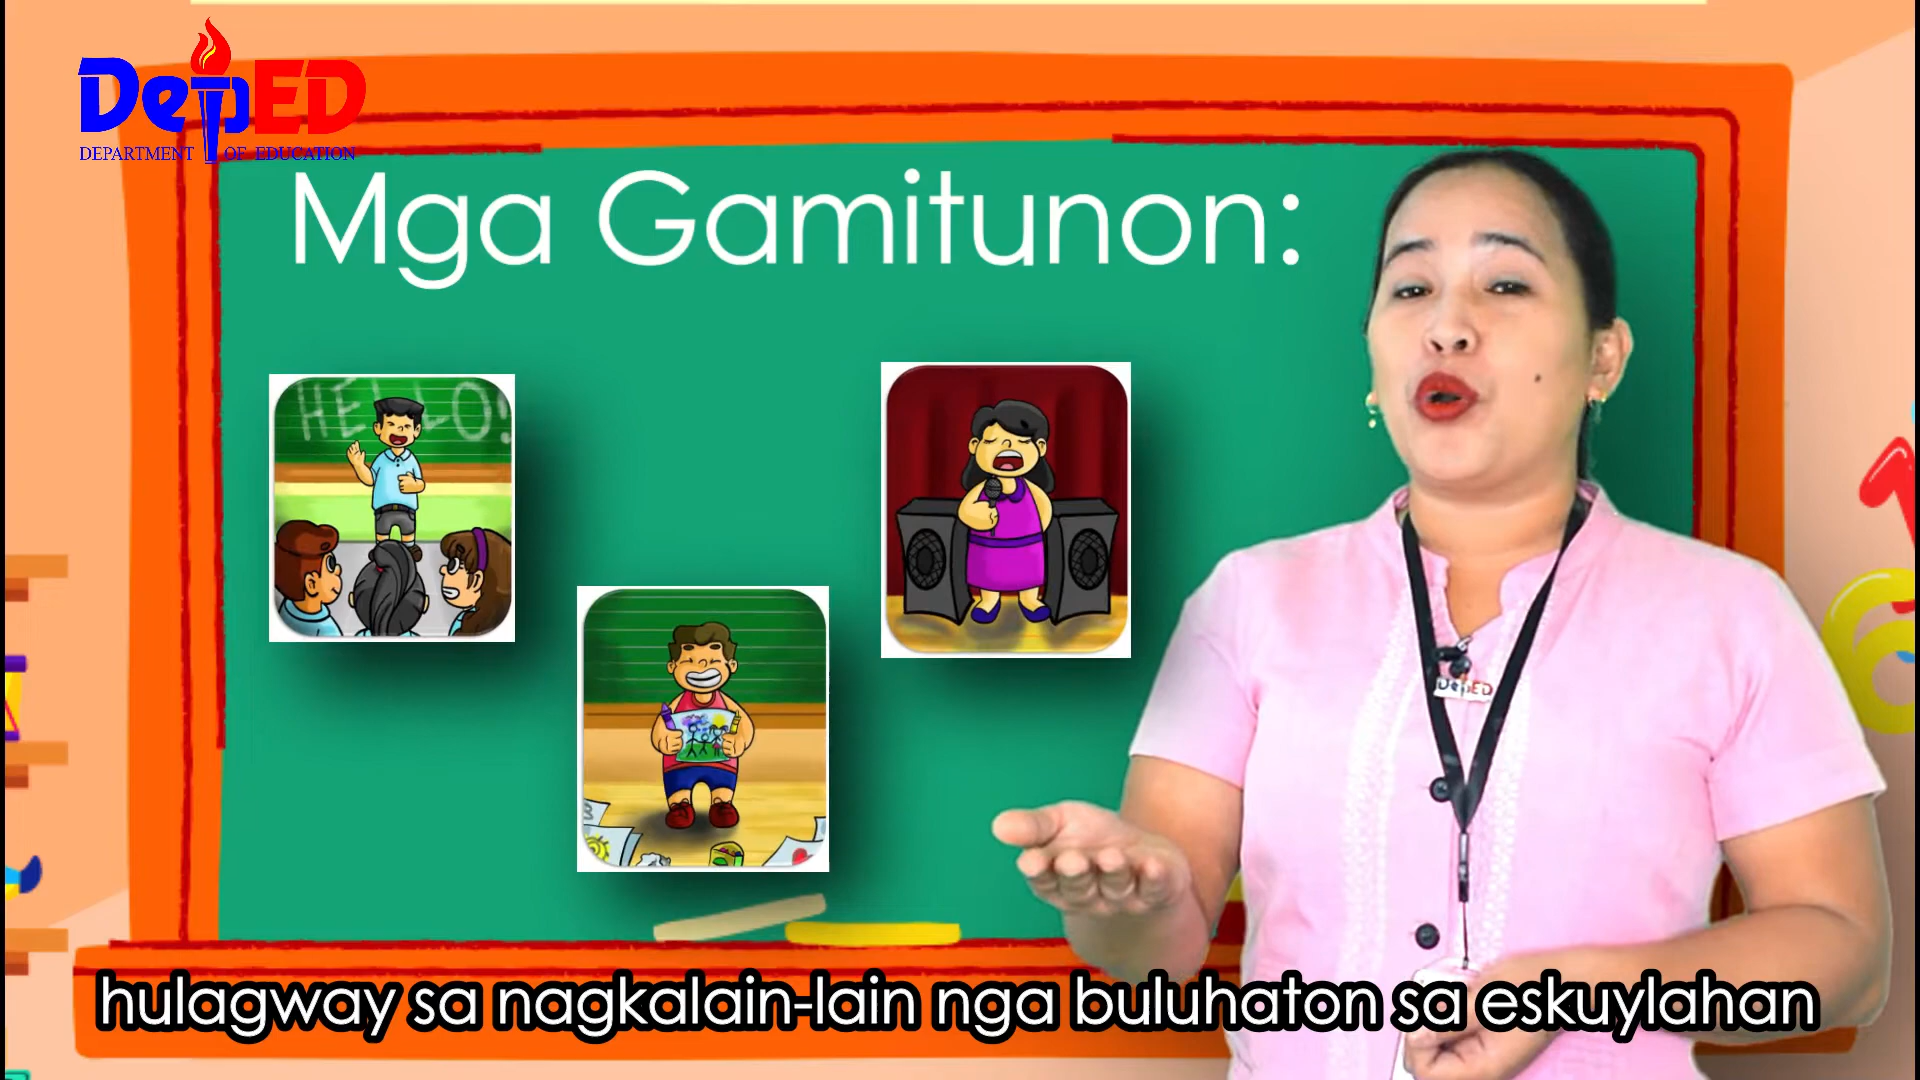 DepED
DEPARTMENT OF EDUCATION
Mga Gamitunon:
HELLO!
DepED
hulagway sa nagkalain-lain nga buluhaton sa eskuylahan